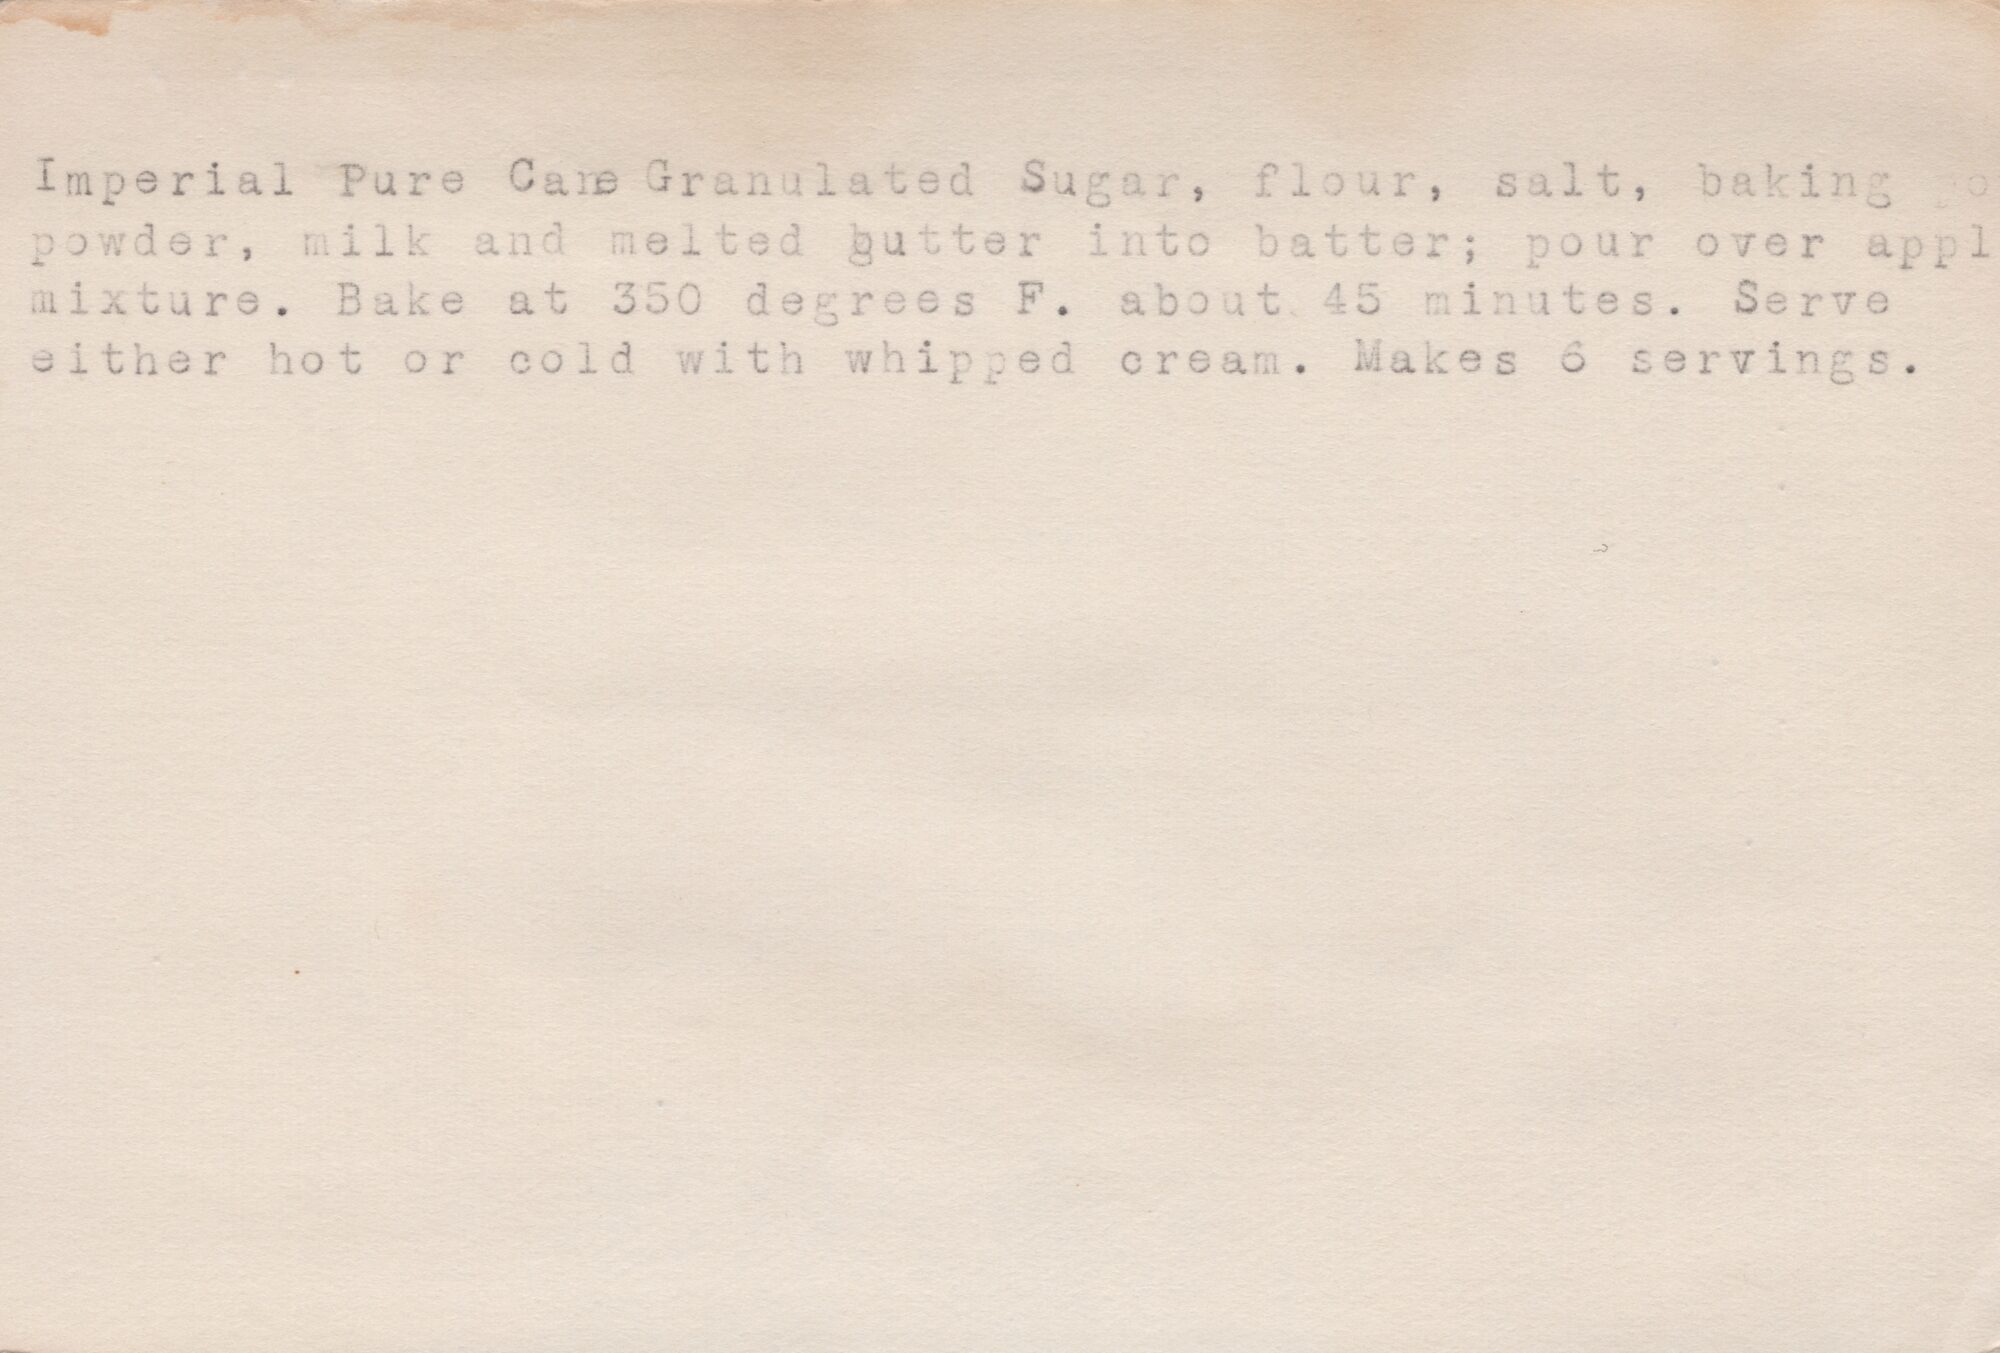 Imperial Pure Cane Granulated Sugar, flour, salt, baking po
powder, milk and melted butter into batter; pour over appl
mixture. Bake at 350 degrees F. about 45 minutes. Serve
either hot or cold with whipped cream. Makes 6 servings.